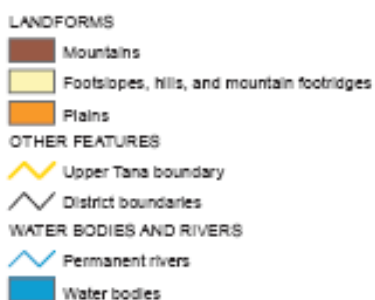 LANDFORMS
Mountains
Footslopes, hills, and mountain footridges
Plains
OTHER FEATURES
Upper Tana boundary
District boundaries
WATER BODIES AND RIVERS
Permanent rivers
Water bodies